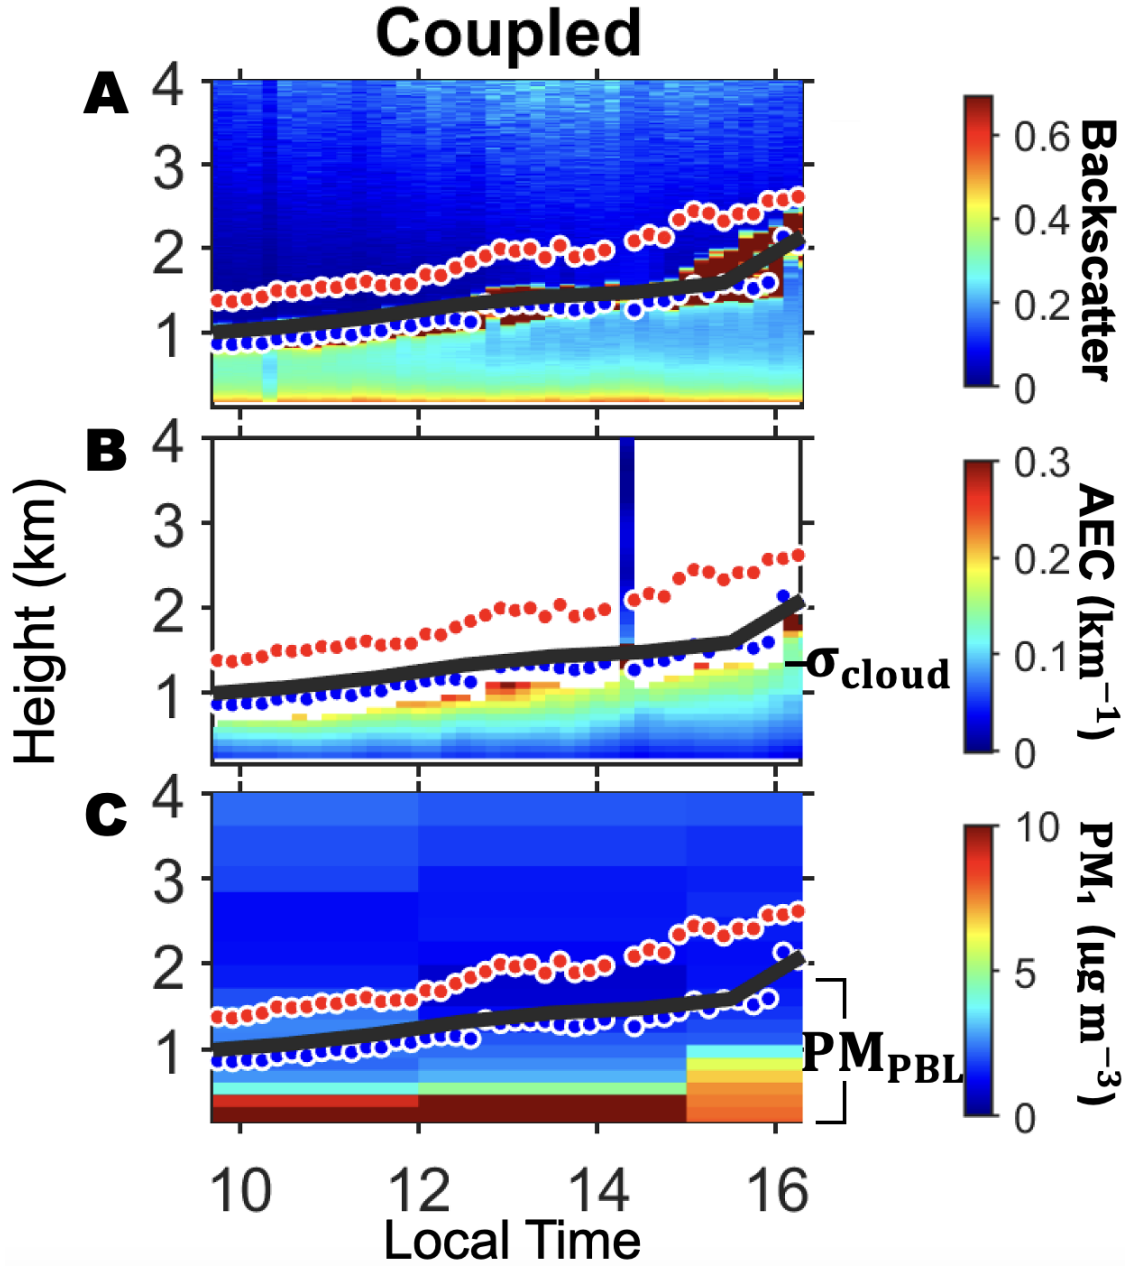 Coupled
A
4
3
2
1
0.6
0.4
0.2
0
Backscatter
B
4
3
2
1
σcloud
0.3
0.2
0.1
0
AEC (km⁻¹)
Height (km)
C
4
3
2
1
PMPBL
10
5
0
PM₁ (μg m⁻³)
10 12 14 16
Local Time